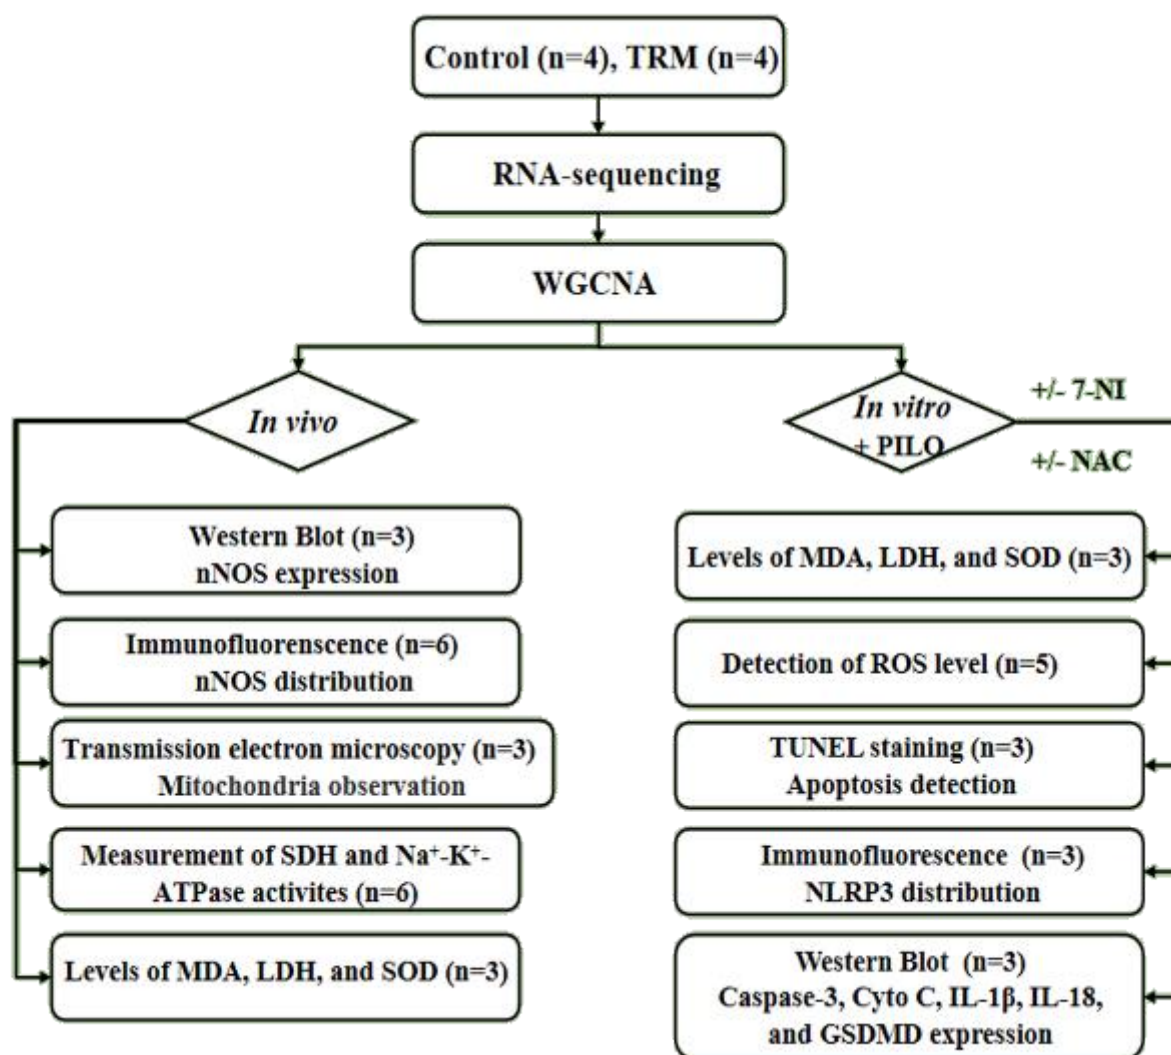 Control (n=4), TRM (n=4)
RNA-sequencing
WGCNA
In vivo
In vitro
+ PILO
+/- 7-NI
+/- NAC
Western Blot (n=3)
nNOS expression
Immunofluorenscence (n=6)
nNOS distribution
Transmission electron microscopy (n=3)
Mitochondria observation
Measurement of SDH and Na⁺-K⁺-
ATPase activites (n=6)
Levels of MDA, LDH, and SOD (n=3)
Levels of MDA, LDH, and SOD (n=3)
Detection of ROS level (n=5)
TUNEL staining (n=3)
Apoptosis detection
Immunofluorescence (n=3)
NLRP3 distribution
Western Blot (n=3)
Caspase-3, Cyto C, IL-1β, IL-18,
and GSDMD expression